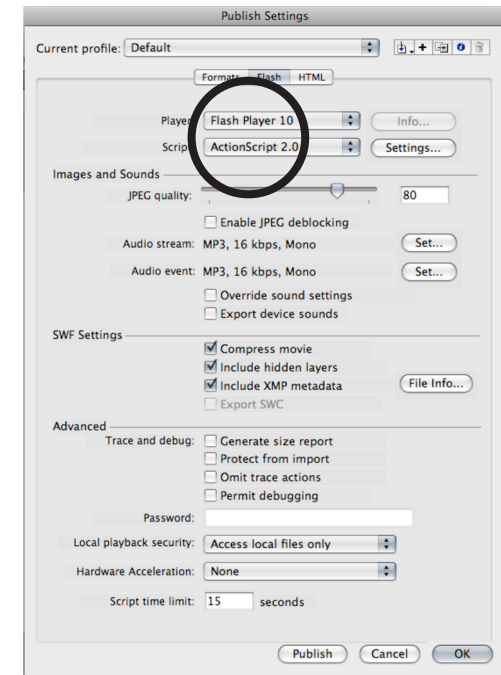 Publish Settings
Current profile: Default
Formats Flash HTML
Player Flash Player 10 Info...
Scrip ActionScript 2.0 Settings...
Images and Sounds
JPEG quality: 80
Enable JPEG deblocking
Audio stream: MP3, 16 kbps, Mono Set...
Audio event: MP3, 16 kbps, Mono Set...
Override sound settings
Export device sounds
SWF Settings
Compress movie
Include hidden layers
Include XMP metadata File Info...
Export SWC
Advanced
Trace and debug: Generate size report
Protect from import
Omit trace actions
Permit debugging
Password:
Local playback security: Access local files only
Hardware Acceleration: None
Script time limit: 15 seconds
Publish Cancel OK